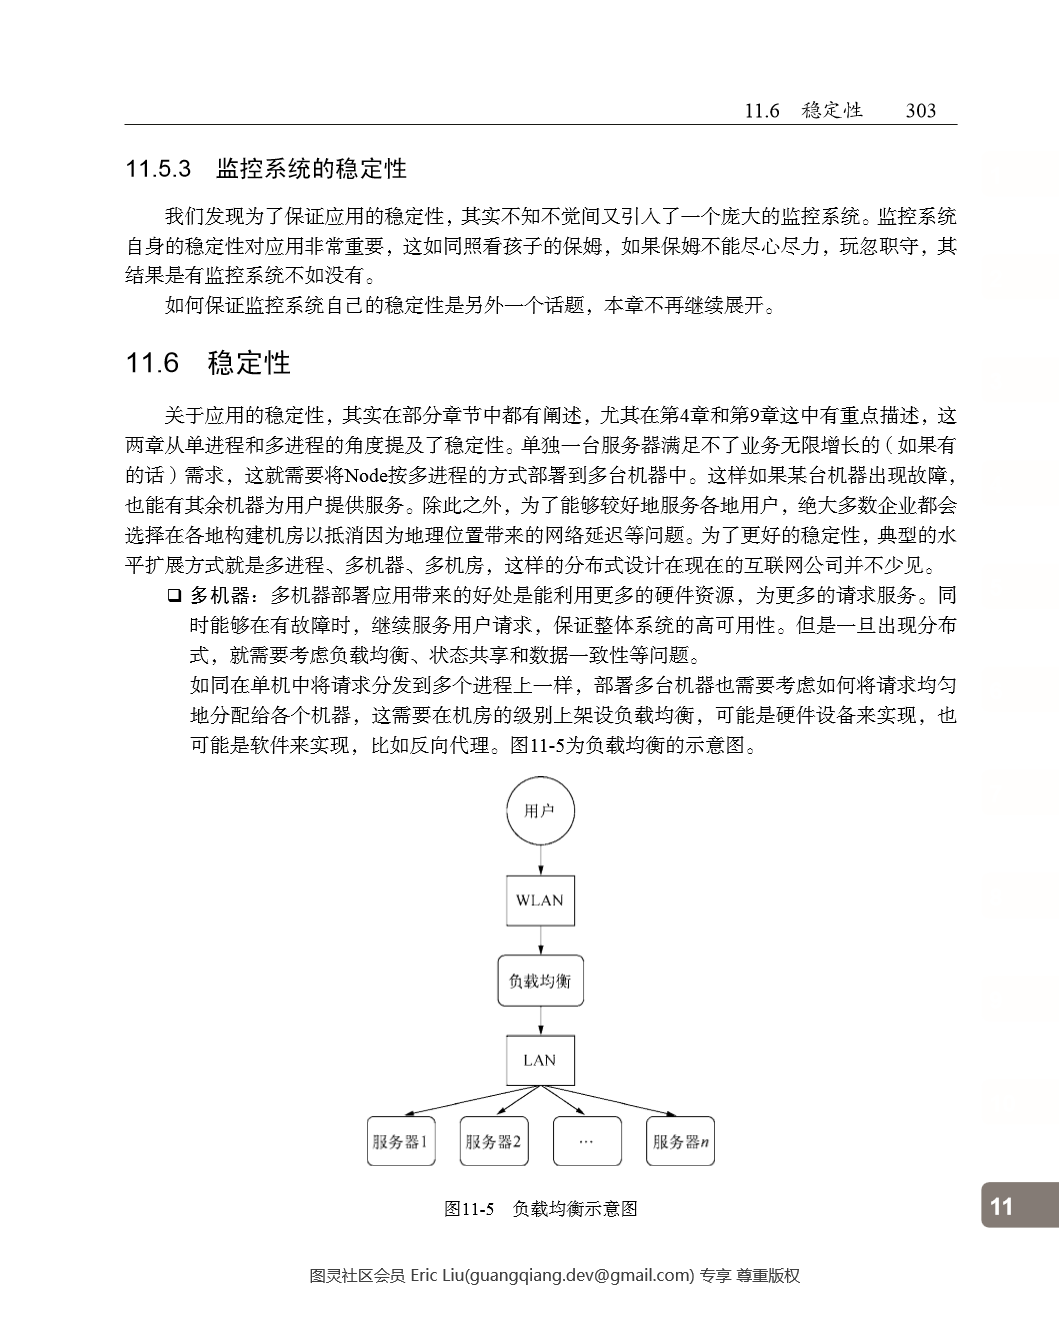 11.6 稳定性 303
11.5.3 监控系统的稳定性
我们发现为了保证应用的稳定性，其实不知不觉间又引入了一个庞大的监控系统。监控系统
自身的稳定性对应用非常重要，这如同照看孩子的保姆，如果保姆不能尽心尽力，玩忽职守，其
结果是有监控系统不如没有。
如何保证监控系统自己的稳定性是另外一个话题，本章不再继续展开。
11.6 稳定性
关于应用的稳定性，其实在部分章节中都有阐述，尤其在第4章和第9章这中有重点描述，这
两章从单进程和多进程的角度提及了稳定性。单独一台服务器满足不了业务无限增长的（如果有
的话）需求，这就需要将Node按多进程的方式部署到多台机器中。这样如果某台机器出现故障，
也能有其余机器为用户提供服务。除此之外，为了能够较好地服务各地用户，绝大多数企业都会
选择在各地构建机房以抵消因为地理位置带来的网络延迟等问题。为了更好的稳定性，典型的水
平扩展方式就是多进程、多机器、多机房，这样的分布式设计在现在的互联网公司并不少见。
❑ 多机器：多机器部署应用带来的好处是能利用更多的硬件资源，为更多的请求服务。同
时能够在有故障时，继续服务用户请求，保证整体系统的高可用性。但是一旦出现分布
式，就需要考虑负载均衡、状态共享和数据一致性等问题。
如同在单机中将请求分发到多个进程上一样，部署多台机器也需要考虑如何将请求均匀
地分配给各个机器，这需要在机房的级别上架设负载均衡，可能是硬件设备来实现，也
可能是软件来实现，比如反向代理。图11-5为负载均衡的示意图。
用户
WLAN
负载均衡
LAN
服务器1 服务器2 … 服务器n
图11-5 负载均衡示意图
11
图灵社区会员 Eric Liu(guangqiang.dev@gmail.com) 专享 尊重版权